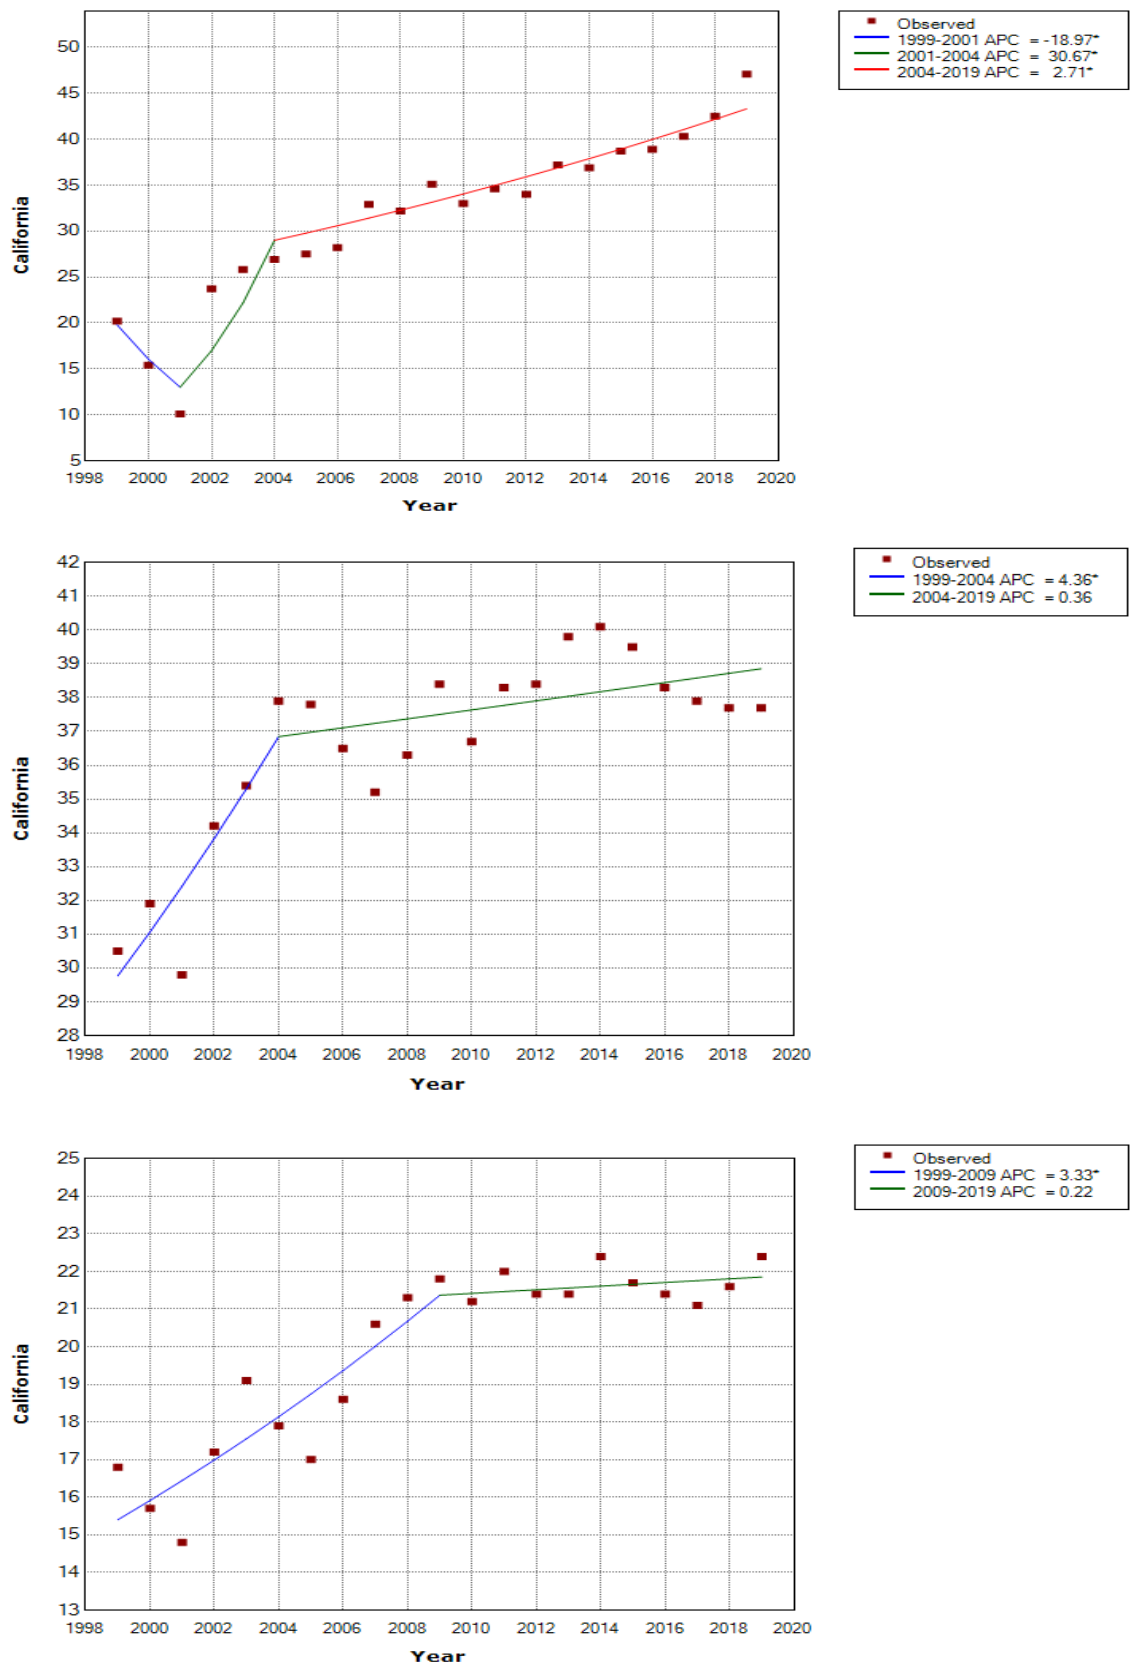 Observed
1999-2001 APC = -18.97*
2001-2004 APC = 30.67*
2004-2019 APC = 2.71*
50
45
40
35
30
25
20
15
10
5
California
1998 2000 2002 2004 2006 2008 2010 2012 2014 2016 2018 2020
Year
Observed
1999-2004 APC = 4.36*
2004-2019 APC = 0.36
42
41
40
39
38
37
36
35
34
33
32
31
30
29
28
California
1998 2000 2002 2004 2006 2008 2010 2012 2014 2016 2018 2020
Year
Observed
1999-2009 APC = 3.33*
2009-2019 APC = 0.22
25
24
23
22
21
20
19
18
17
16
15
14
13
California
1998 2000 2002 2004 2006 2008 2010 2012 2014 2016 2018 2020
Year